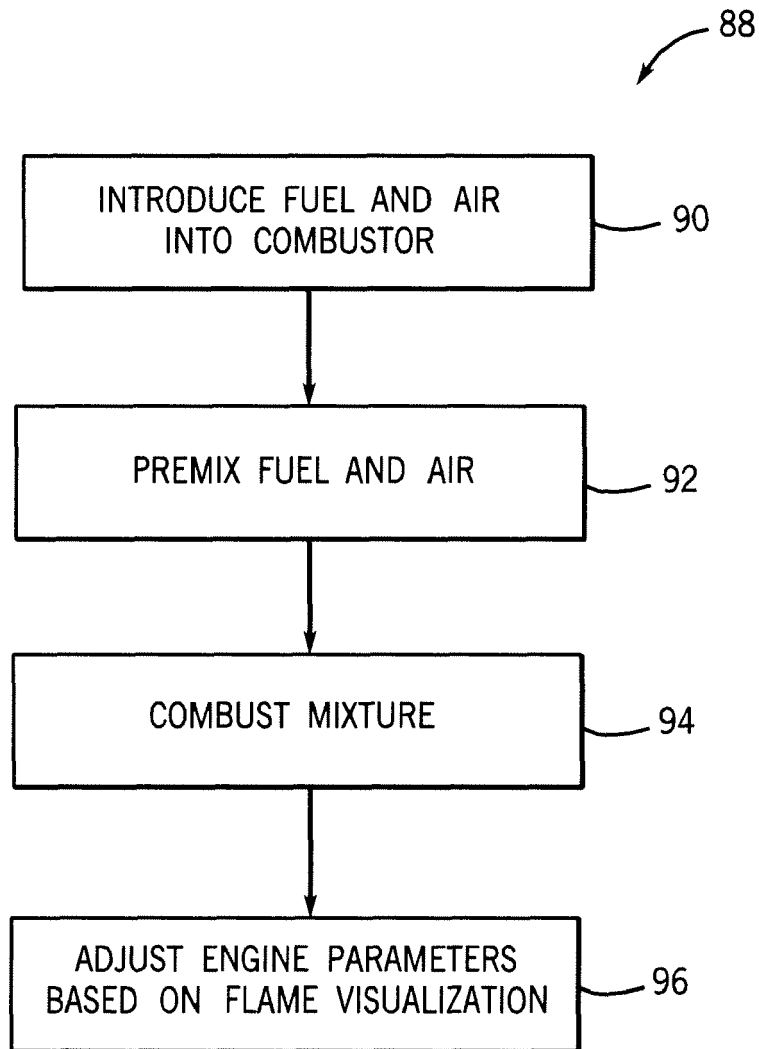 88
INTRODUCE FUEL AND AIR
INTO COMBUSTOR
90
PREMIX FUEL AND AIR
92
COMBUST MIXTURE
94
ADJUST ENGINE PARAMETERS
BASED ON FLAME VISUALIZATION
96